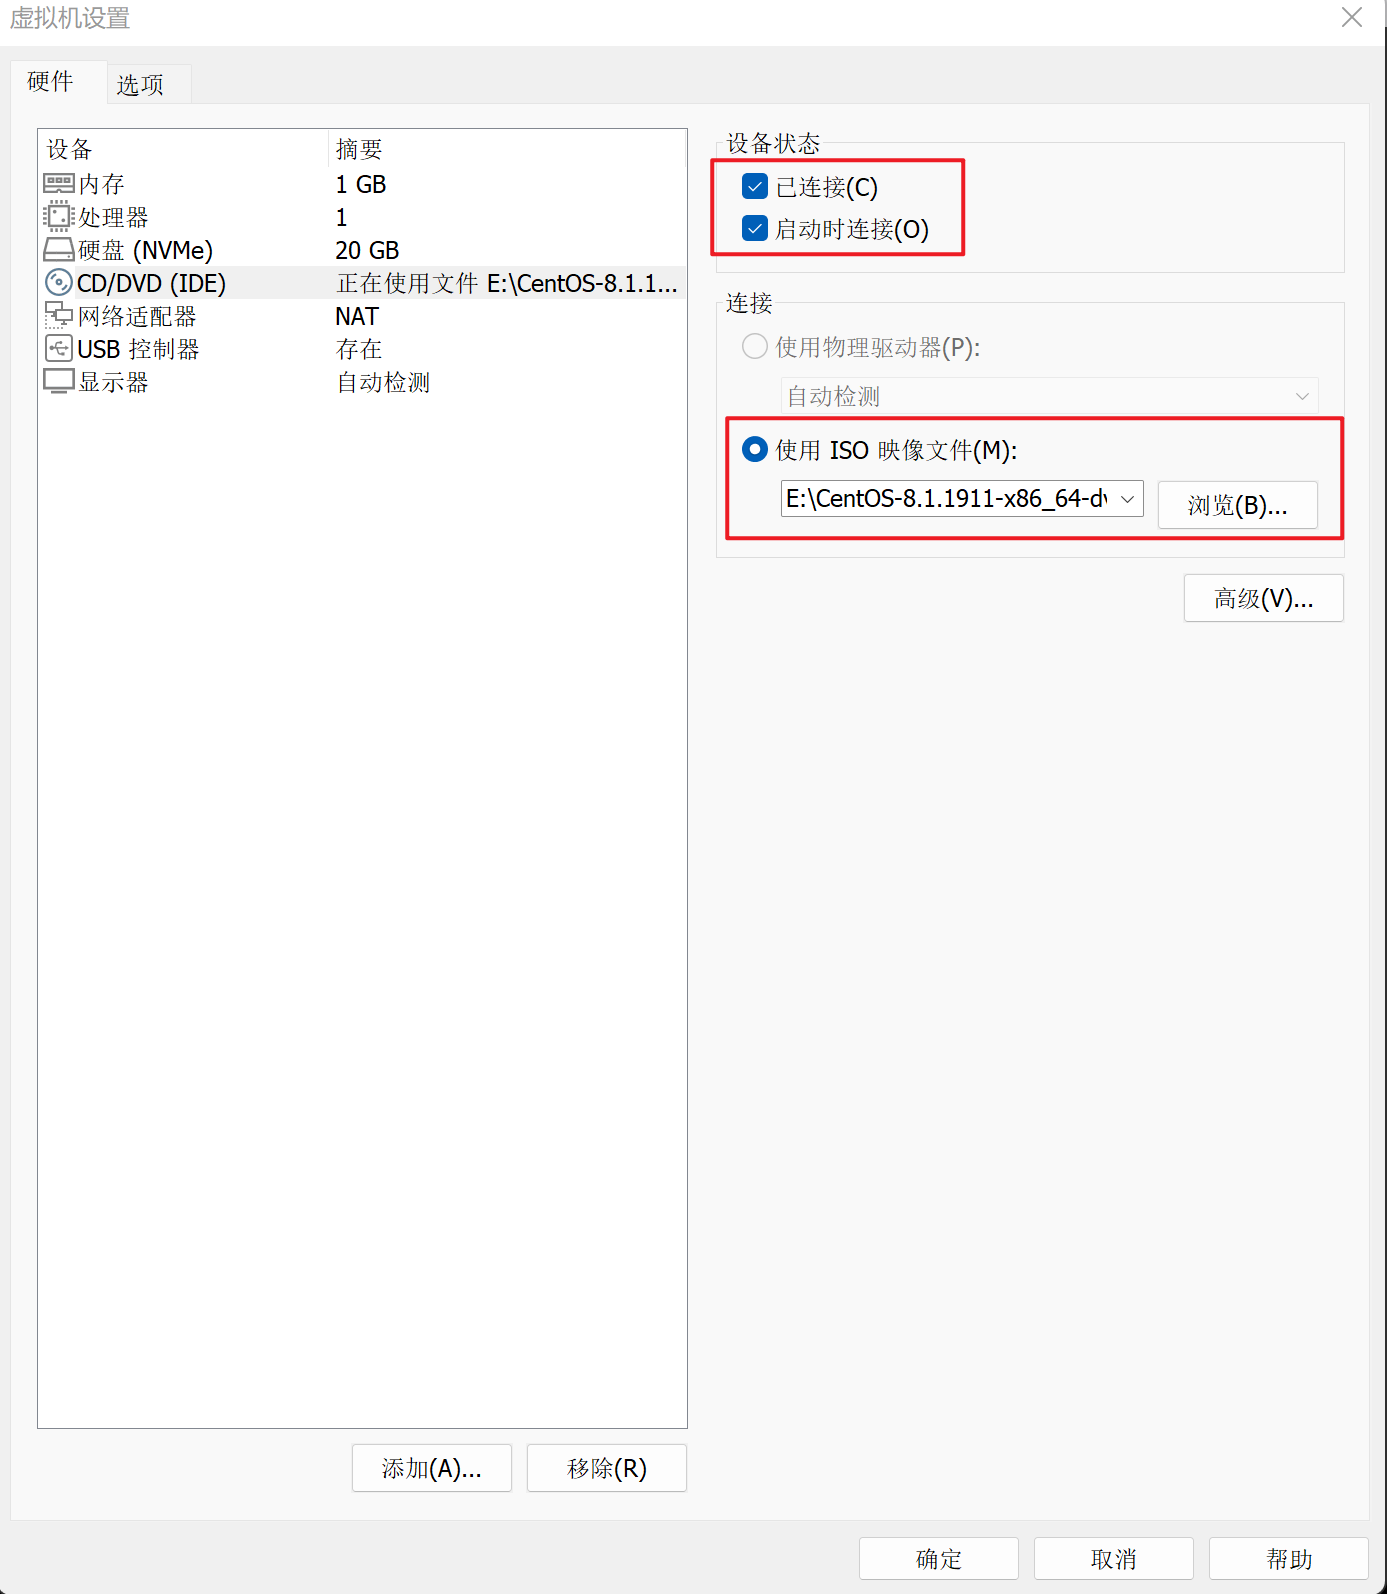 虚拟机设置
硬件
选项
设备 摘要
内存 1 GB
处理器 1
硬盘 (NVMe) 20 GB
CD/DVD (IDE) 正在使用文件 E:\CentOS-8.1.1...
网络适配器 NAT
USB 控制器 存在
显示器 自动检测
添加(A)...
移除(R)
设备状态
已连接(C)
启动时连接(O)
连接
使用物理驱动器(P):
自动检测
使用 ISO 映像文件(M):
E:\CentOS-8.1.1911-x86_64-dv
浏览(B)...
高级(V)...
确定
取消
帮助